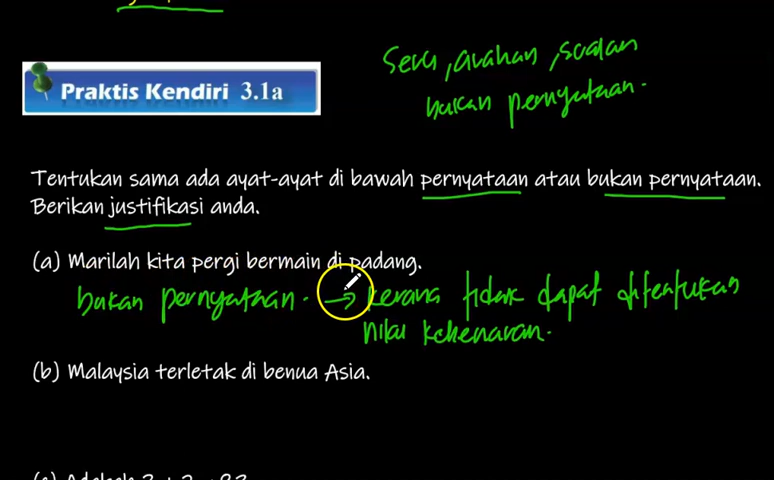 Seru, arahan, soalan
bukan pernyataan.
Praktis Kendiri 3.1a
Tentukan sama ada ayat-ayat di bawah pernyataan atau bukan pernyataan.
Berikan justifikasi anda.
(a) Marilah kita pergi bermain di padang.
bukan pernyataan. → kerana tidak dapat ditentukan
nilai kebenaran.
(b) Malaysia terletak di benua Asia.